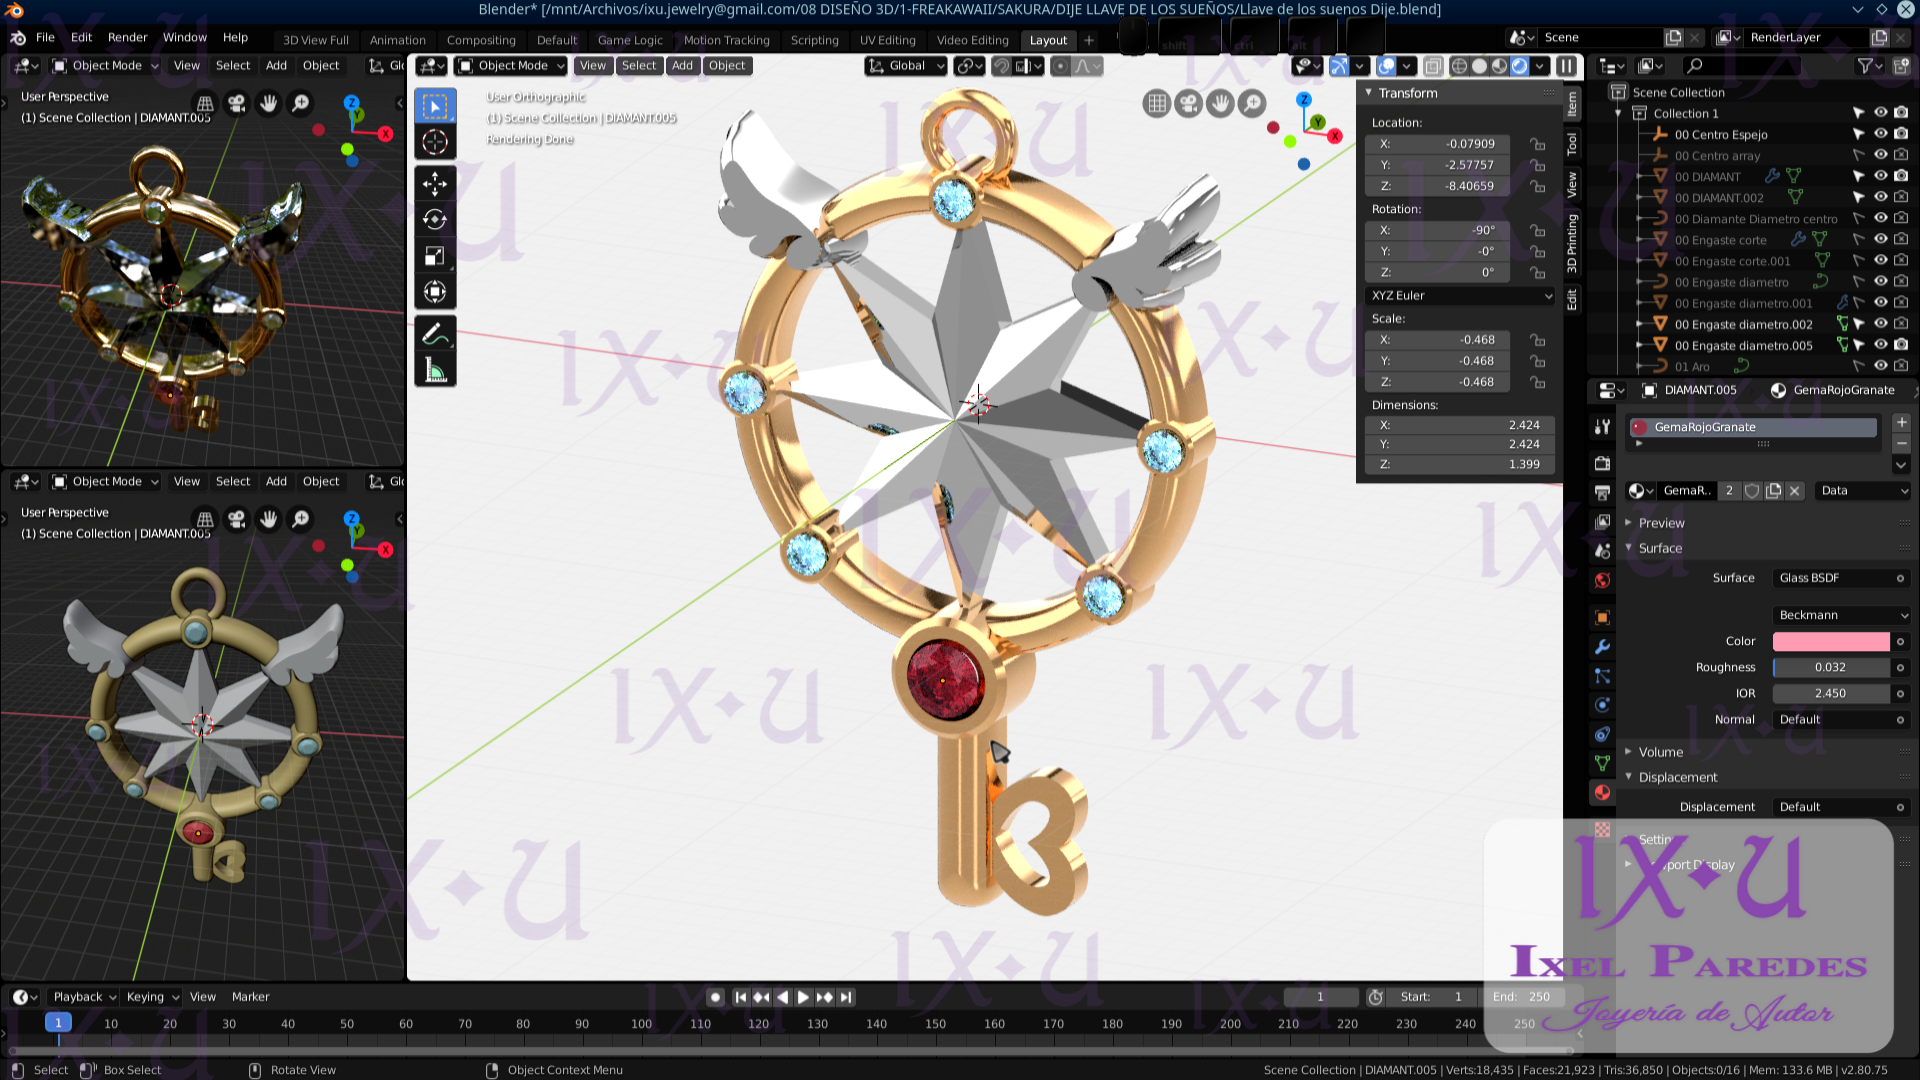 Blender* [/mnt/Archivos/ixu.jewelry@gmail.com/08 DISEÑO 3D/1-FREAKAWAII/SAKURA/DIJE LLAVE DE LOS SUEÑOS/Llave de los suenos Dije.blend]
File Edit Render Window Help 3D View Full Animation Compositing Default Game Logic Motion Tracking Scripting UV Editing Video Editing Layout + Scene RenderLayer
shift ctrl alt
Object Mode View Select Add Object Glo
Object Mode View Select Add Object Global
User Perspective
(1) Scene Collection | DIAMANT.005
User Orthographic
(1) Scene Collection | DIAMANT.005
Rendering Done
Z Y X
Z Y X
Transform
Location:
X: -0.07909
Y: -2.57757
Z: -8.40659
Rotation:
X: -90°
Y: -0°
Z: 0°
XYZ Euler
Scale:
X: -0.468
Y: -0.468
Z: -0.468
Dimensions:
X: 2.424
Y: 2.424
Z: 1.399
Item
Tool
View
3D Printing
Edit
Scene Collection
Collection 1
00 Centro Espejo
00 Centro array
00 DIAMANT
00 DIAMANT.002
00 Diamante Diametro centro
00 Engaste corte
00 Engaste corte.001
00 Engaste diametro
00 Engaste diametro.001
00 Engaste diametro.002
00 Engaste diametro.005
01 Aro
DIAMANT.005 GemaRojoGranate
GemaRojoGranate
GemaR.. 2 Data
Preview
Surface
Surface Glass BSDF
Beckmann
Color
Roughness 0.032
IOR 2.450
Normal Default
Volume
Displacement
Displacement Default
Settin
port Display
Object Mode View Select Add Object Glo
User Perspective
(1) Scene Collection | DIAMANT.005
Z Y X
IX·U
IXEL PAREDES
Joyería de Autor
Playback Keying View Marker 1 Start: 1 End: 250
1 10 20 30 40 50 60 70 80 90 100 110 120 130 140 150 160 170 180 190 200 210 220 230 240 250
Select Box Select Rotate View Object Context Menu Scene Collection | DIAMANT.005 | Verts:18,435 | Faces:21,923 | Tris:36,850 | Objects:0/16 | Mem: 133.6 MB | v2.80.75